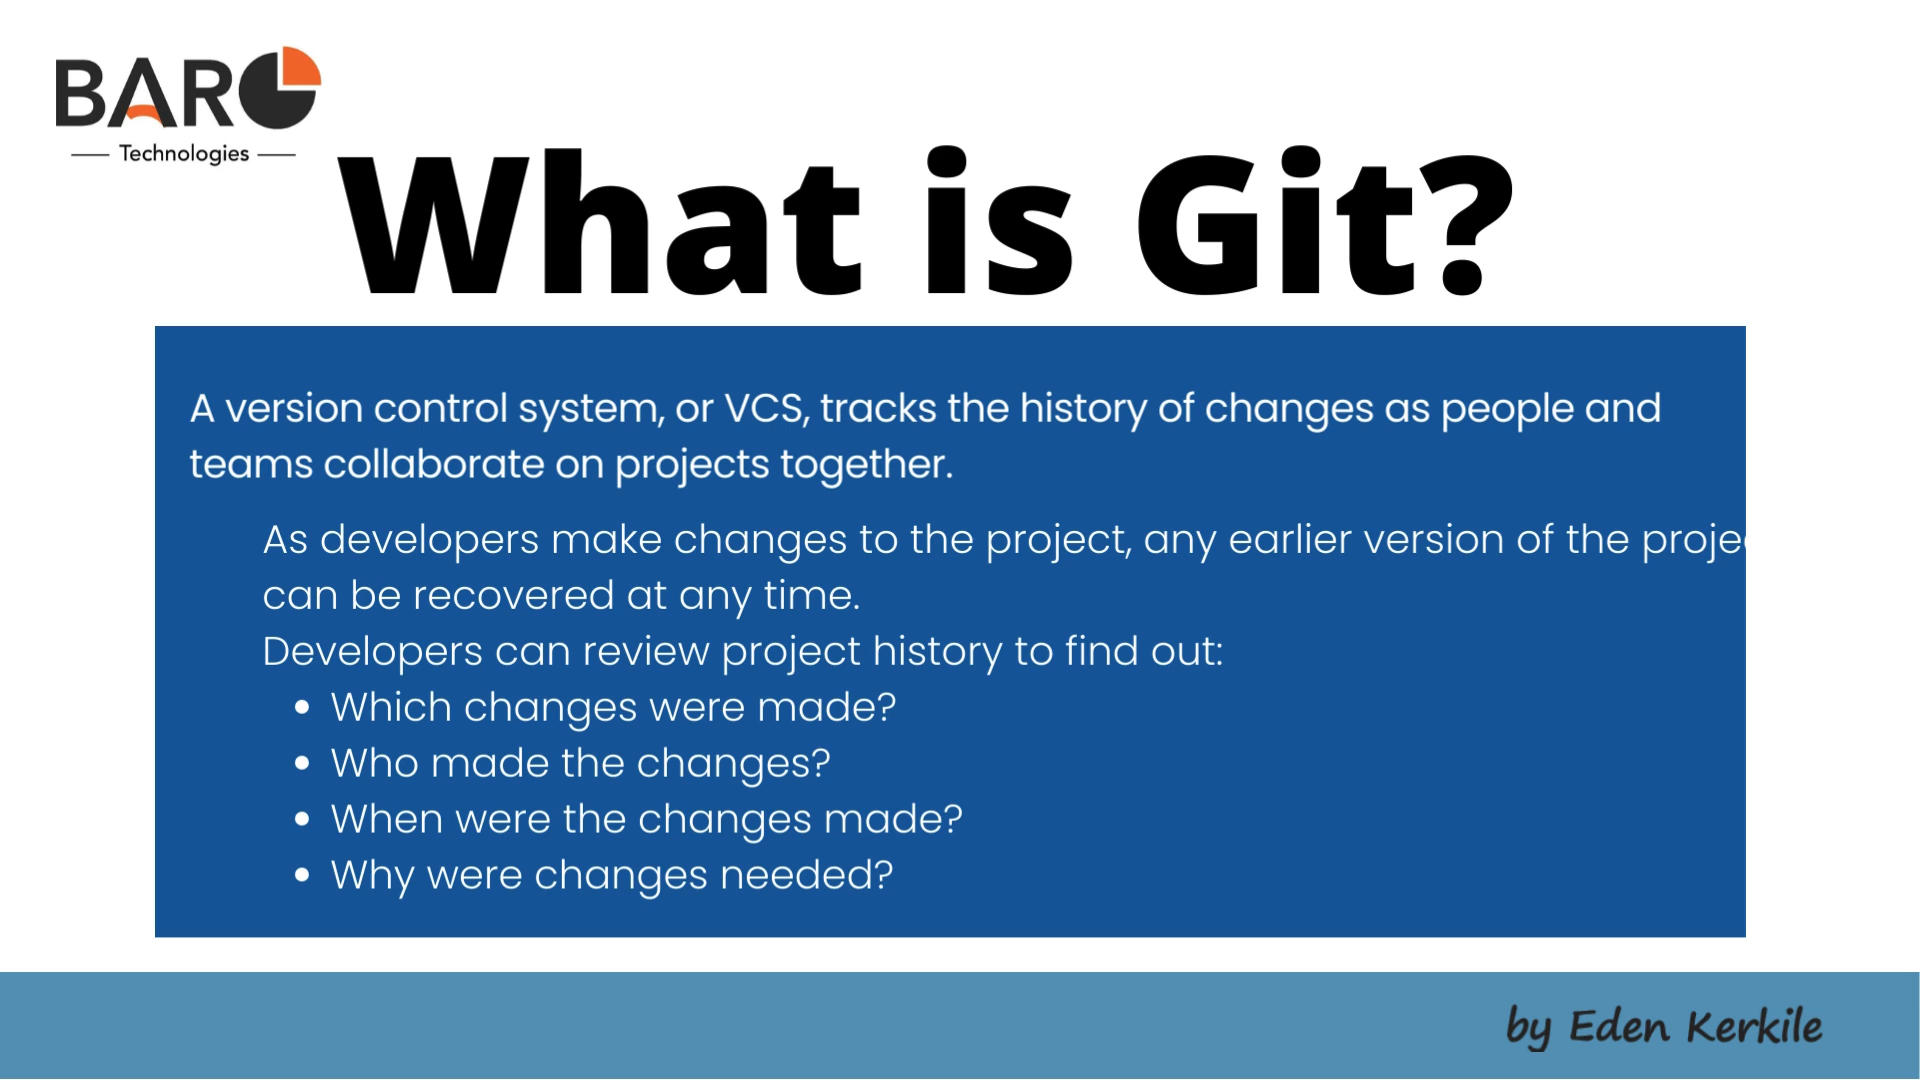 BARO
Technologies
What is Git?
A version control system, or VCS, tracks the history of changes as people and
teams collaborate on projects together.
As developers make changes to the project, any earlier version of the
can be recovered at any time.
Developers can review project history to find out:
• Which changes were made?
• Who made the changes?
• When were the changes made?
• Why were changes needed?
by Eden Kerkile